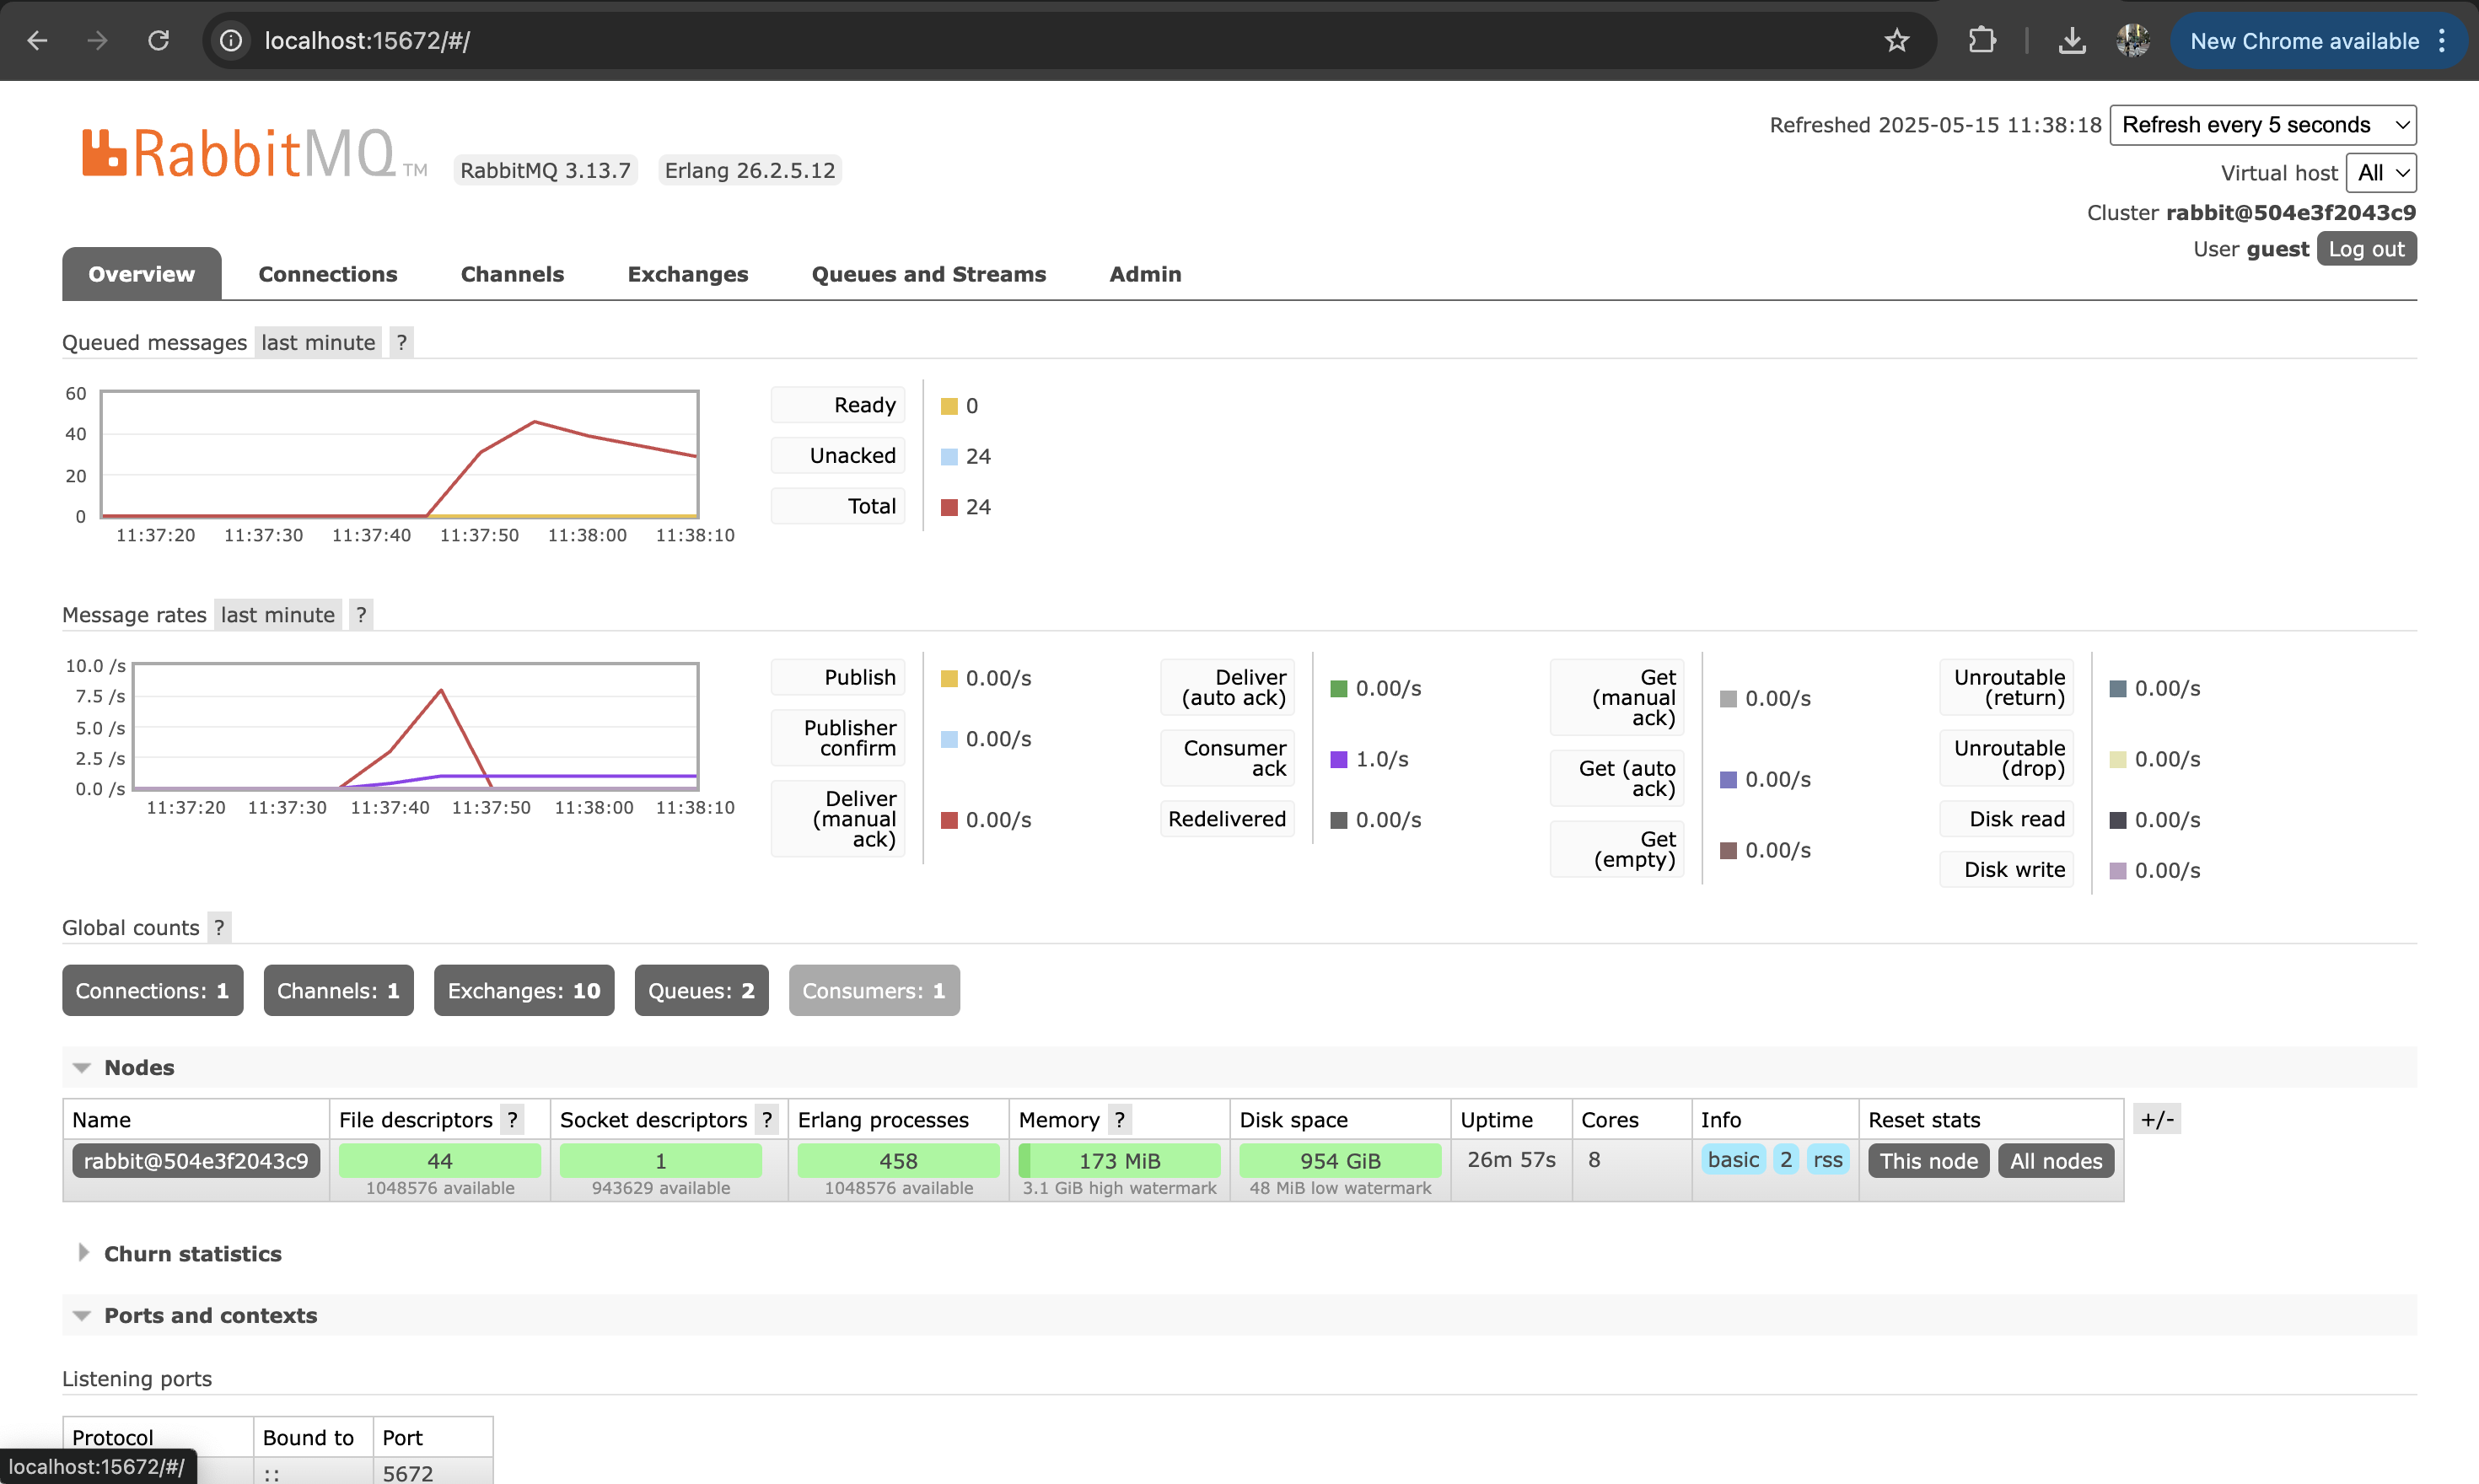 localhost:15672/#/
New Chrome available
RabbitMQ TM
RabbitMQ 3.13.7
Erlang 26.2.5.12
Refreshed 2025-05-15 11:38:18 Refresh every 5 seconds
Virtual host All
Cluster rabbit@504e3f2043c9
User guest Log out
Overview Connections Channels Exchanges Queues and Streams Admin
Queued messages last minute ?
60
40
20
0
11:37:20 11:37:30 11:37:40 11:37:50 11:38:00 11:38:10
Ready 0
Unacked 24
Total 24
Message rates last minute ?
10.0 /s
7.5 /s
5.0 /s
2.5 /s
0.0 /s
11:37:20 11:37:30 11:37:40 11:37:50 11:38:00 11:38:10
Publish 0.00/s
Publisher
confirm 0.00/s
Deliver
(manual
ack) 0.00/s
Deliver
(auto ack) 0.00/s
Consumer
ack 1.0/s
Redelivered 0.00/s
Get
(manual
ack) 0.00/s
Get (auto
ack) 0.00/s
Get
(empty) 0.00/s
Unroutable
(return) 0.00/s
Unroutable
(drop) 0.00/s
Disk read 0.00/s
Disk write 0.00/s
Global counts ?
Connections: 1 Channels: 1 Exchanges: 10 Queues: 2 Consumers: 1
Nodes
Name File descriptors ? Socket descriptors ? Erlang processes Memory ? Disk space Uptime Cores Info Reset stats +/-
rabbit@504e3f2043c9 44 1 458 173 MiB 954 GiB 26m 57s 8 basic 2 rss This node All nodes
1048576 available 943629 available 1048576 available 3.1 GiB high watermark 48 MiB low watermark
Churn statistics
Ports and contexts
Listening ports
Protocol Bound to Port
:: 5672
localhost:15672/#/